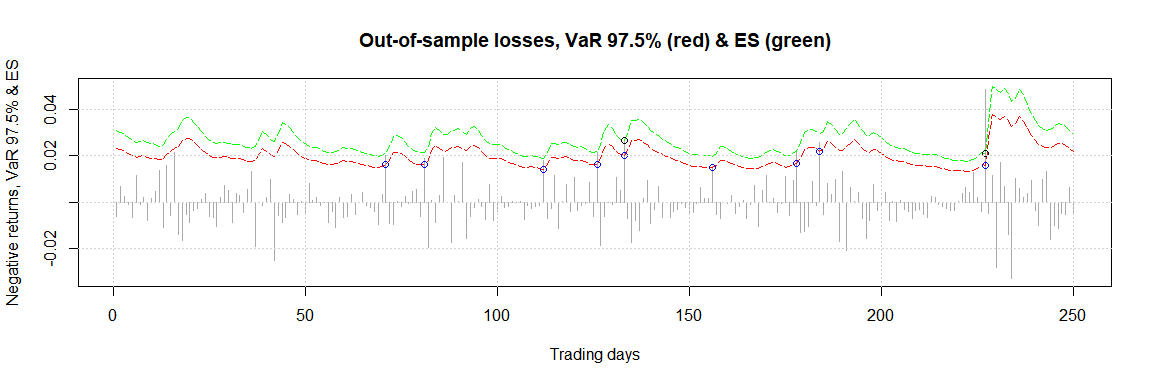 Out-of-sample losses, VaR 97.5% (red) & ES (green)
Negative returns, VaR 97.5% & ES
0.04
0.02
-0.02
0 50 100 150 200 250
Trading days